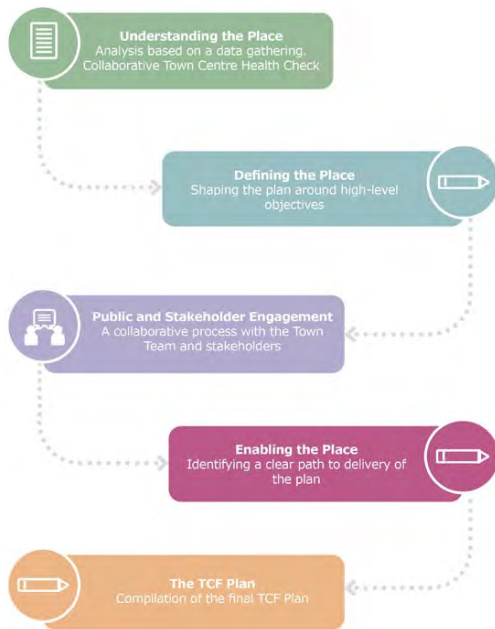 Understanding the Place
Analysis based on a data gathering.
Collaborative Town Centre Health Check
Defining the Place
Shaping the plan around high-level
objectives
Public and Stakeholder Engagement
A collaborative process with the Town
Team and stakeholders
Enabling the Place
Identifying a clear path to delivery of
the plan
The TCF Plan
Compilation of the final TCF Plan